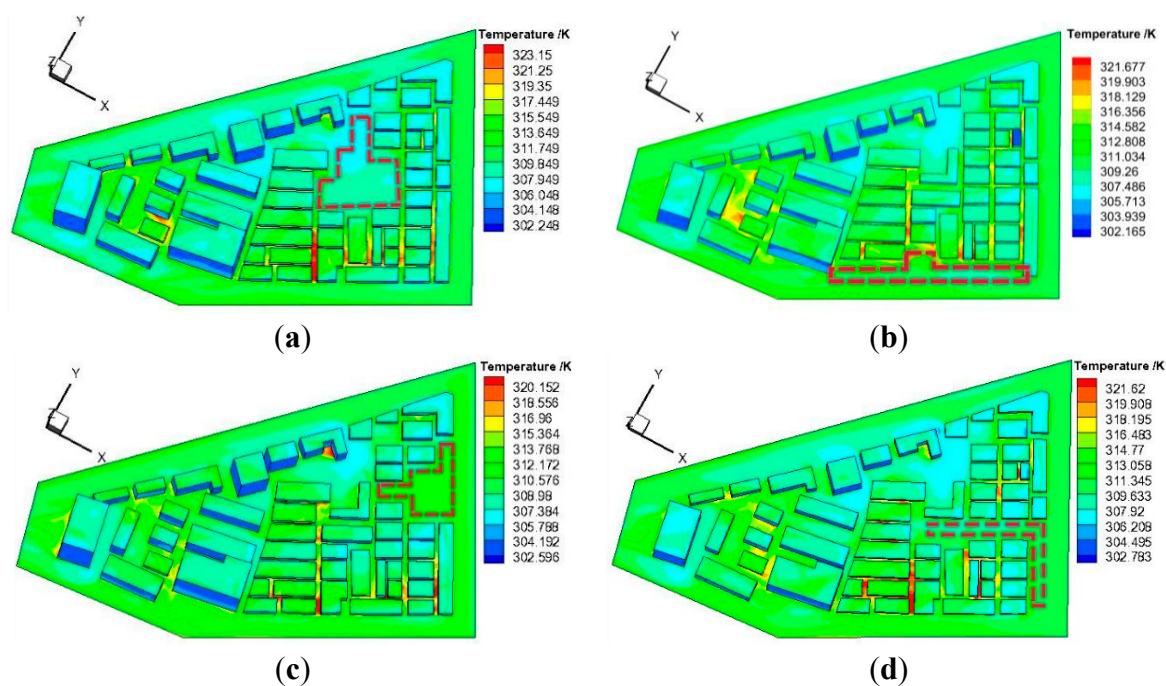 Y
Z
X
Temperature /K
323.15
321.25
319.35
317.449
315.549
313.649
311.749
309.849
307.949
306.048
304.148
302.248
(a)
Y
Z
X
Temperature /K
321.677
319.903
318.129
316.356
314.582
312.808
311.034
309.26
307.486
305.713
303.939
302.165
(b)
Y
Z
X
Temperature /K
320.152
318.556
316.96
315.364
313.768
312.172
310.576
308.98
307.384
305.788
304.192
302.596
(c)
Y
Z
X
Temperature /K
321.62
319.908
318.195
316.483
314.77
313.058
311.345
309.633
307.92
306.208
304.495
302.783
(d)